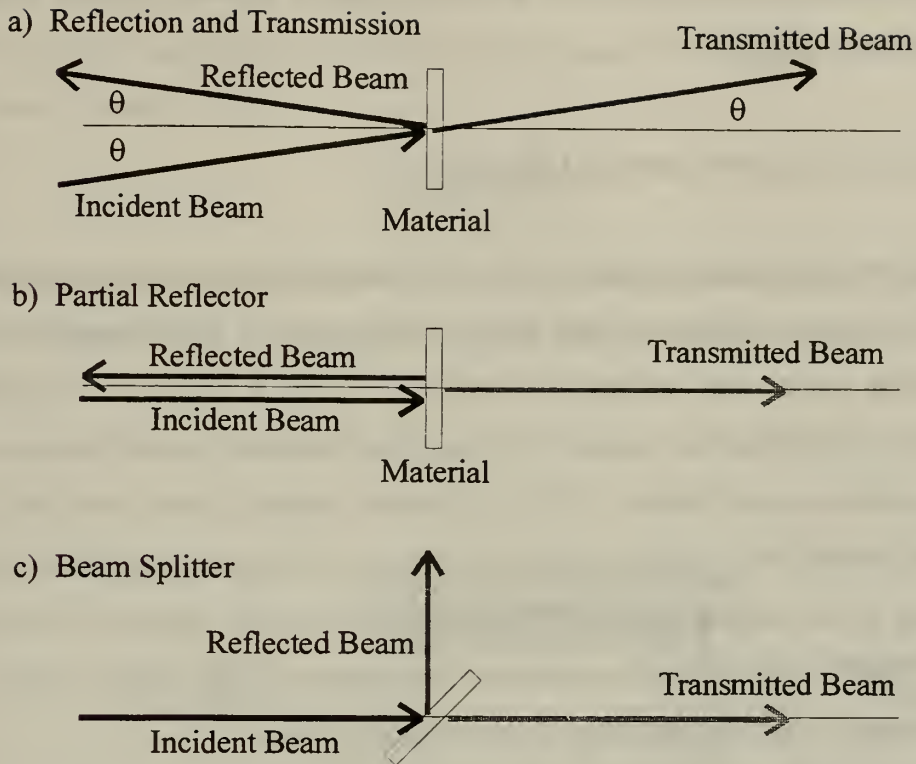 a) Reflection and Transmission
Transmitted Beam
Reflected Beam
θ
θ
θ
Incident Beam
Material
b) Partial Reflector
Reflected Beam
Transmitted Beam
Incident Beam
Material
c) Beam Splitter
Reflected Beam
Transmitted Beam
Incident Beam